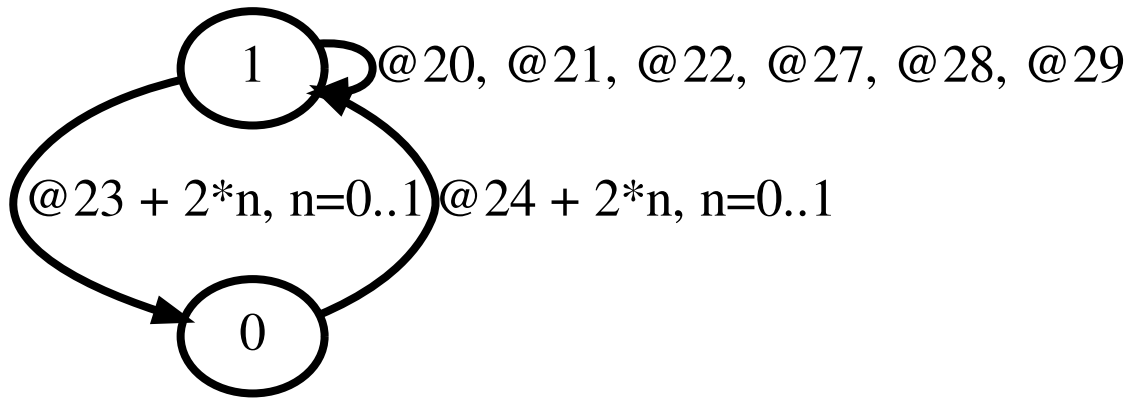 1
@20, @21, @22, @27, @28, @29
@23 + 2*n, n=0..1
@24 + 2*n, n=0..1
0